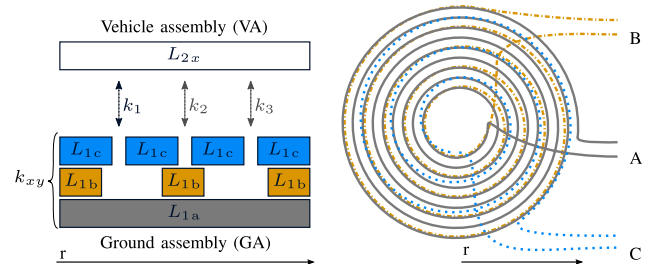 Vehicle assembly (VA)
L2x
k1 k2 k3
kxy
L1c L1c L1c L1c
L1b L1b L1b
L1a
Ground assembly (GA)
r
B
A
C
r